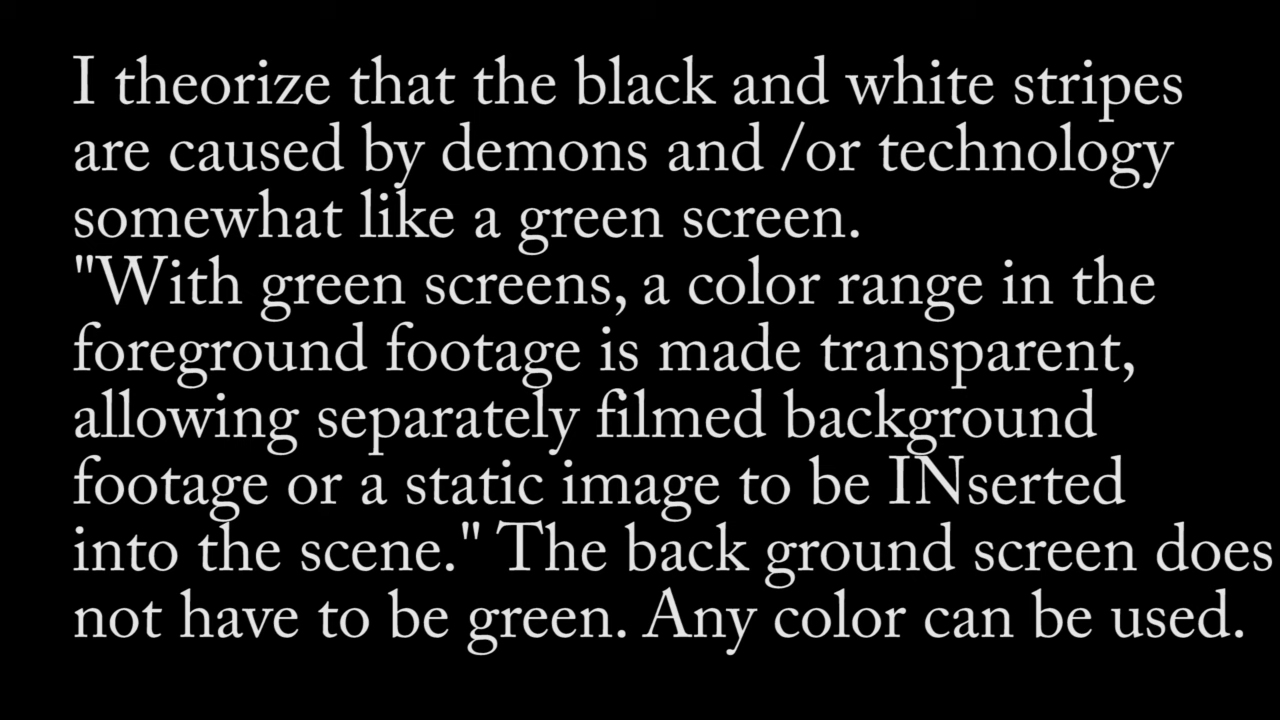 I theorize that the black and white stripes
are caused by demons and /or technology
somewhat like a green screen.
"With green screens, a color range in the
foreground footage is made transparent,
allowing separately filmed background
footage or a static image to be INserted
into the scene." The back ground screen does
not have to be green. Any color can be used.